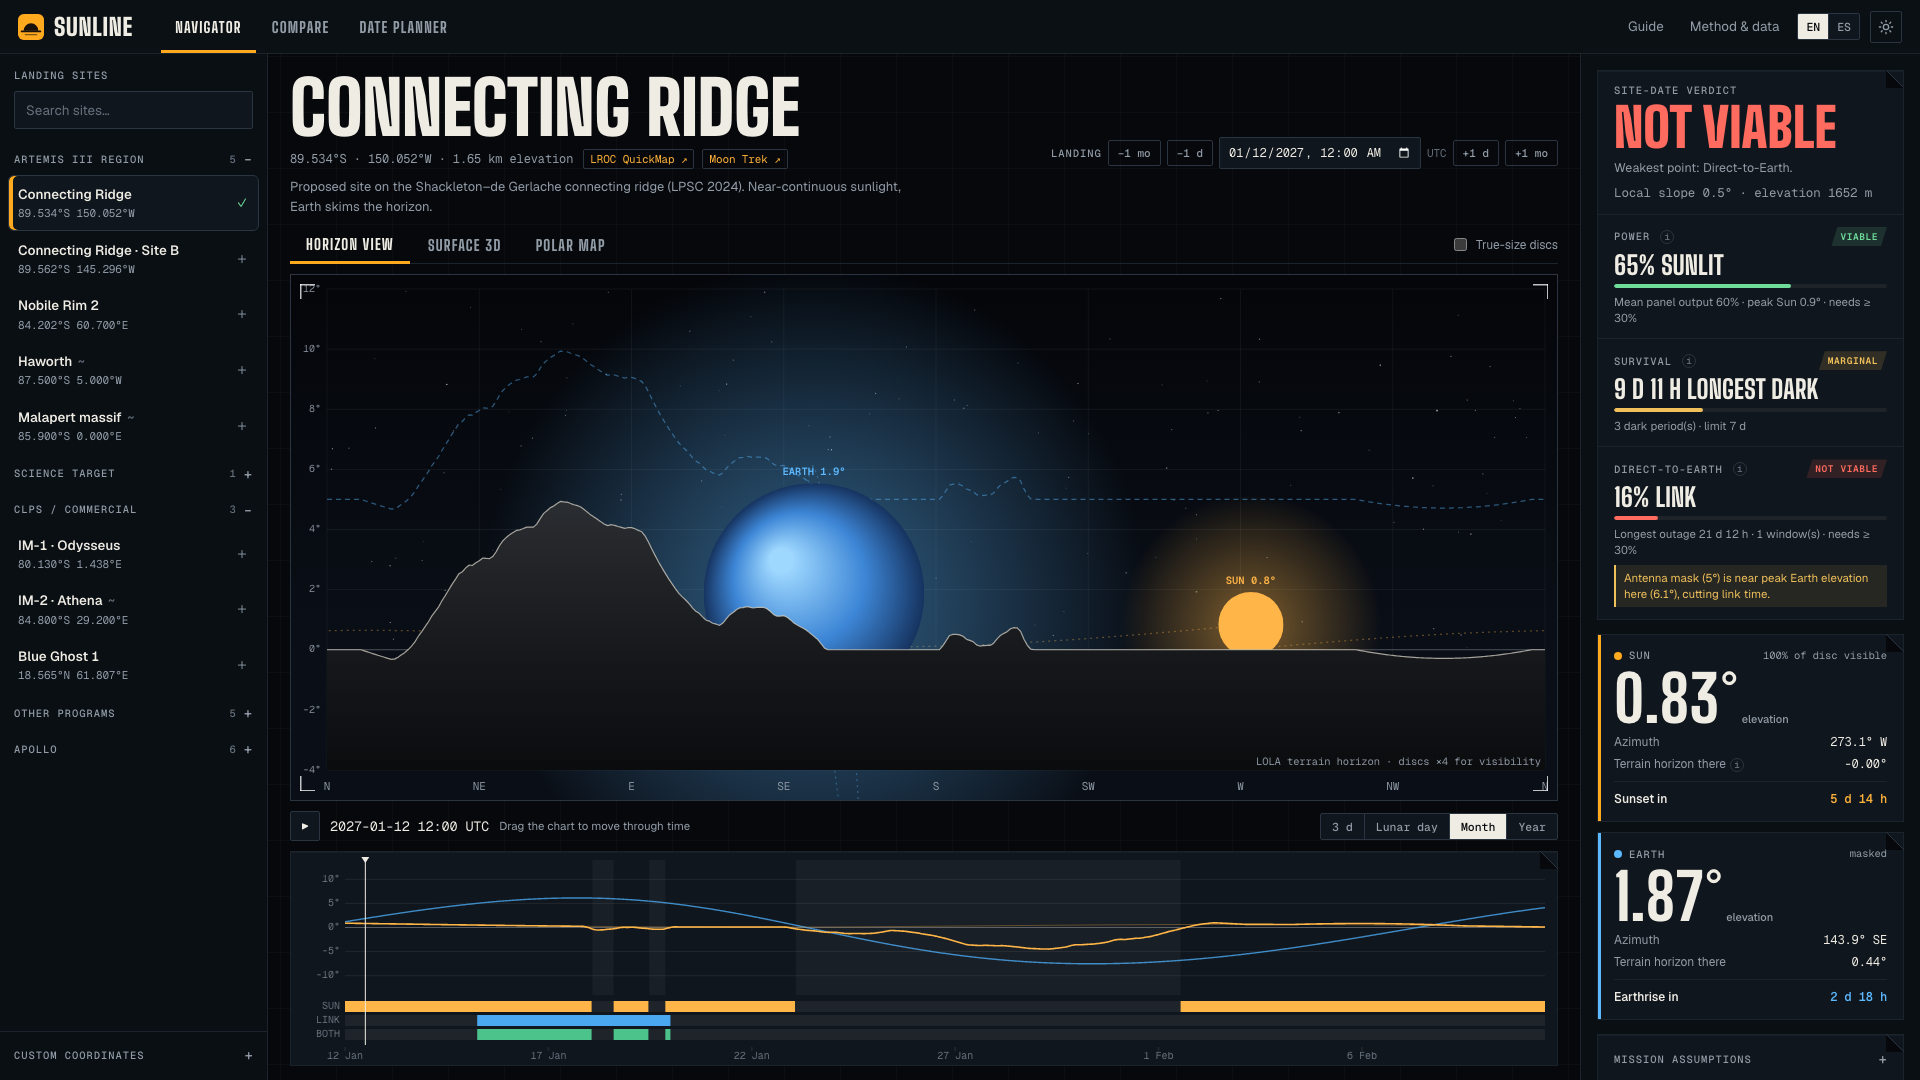 SUNLINE
NAVIGATOR
COMPARE
DATE PLANNER
Guide
Method & data
EN
ES
LANDING SITES
Search sites…
ARTEMIS III REGION 5 −
Connecting Ridge
89.534°S 150.052°W
✓
Connecting Ridge · Site B
89.562°S 145.296°W
+
Nobile Rim 2
84.202°S 60.700°E
+
Haworth ~
87.500°S 5.000°W
+
Malapert massif ~
85.900°S 0.000°E
+
SCIENCE TARGET 1 +
CLPS / COMMERCIAL 3 −
IM-1 · Odysseus
80.130°S 1.438°E
+
IM-2 · Athena ~
84.800°S 29.200°E
+
Blue Ghost 1
18.565°N 61.807°E
+
OTHER PROGRAMS 5 +
APOLLO 6 +
CUSTOM COORDINATES +
CONNECTING RIDGE
89.534°S · 150.052°W · 1.65 km elevation LROC QuickMap ↗ Moon Trek ↗
Proposed site on the Shackleton–de Gerlache connecting ridge (LPSC 2024). Near-continuous sunlight,
Earth skims the horizon.
LANDING −1 mo −1 d 01/12/2027, 12:00 AM UTC +1 d +1 mo
HORIZON VIEW
SURFACE 3D
POLAR MAP
True-size discs
12°
10°
8°
6°
4°
2°
0°
−2°
−4°
EARTH 1.9°
SUN 0.8°
LOLA terrain horizon · discs ×4 for visibility
N NE E SE S SW W NW N
▶ 2027-01-12 12:00 UTC Drag the chart to move through time
3 d Lunar day Month Year
10°
5°
0°
−5°
−10°
SUN
LINK
BOTH
12 Jan 17 Jan 22 Jan 27 Jan 1 Feb 6 Feb
SITE-DATE VERDICT
NOT VIABLE
Weakest point: Direct-to-Earth.
Local slope 0.5° · elevation 1652 m
POWER i VIABLE
65% SUNLIT
Mean panel output 60% · peak Sun 0.9° · needs ≥
30%
SURVIVAL i MARGINAL
9 D 11 H LONGEST DARK
3 dark period(s) · limit 7 d
DIRECT-TO-EARTH i NOT VIABLE
16% LINK
Longest outage 21 d 12 h · 1 window(s) · needs ≥
30%
Antenna mask (5°) is near peak Earth elevation
here (6.1°), cutting link time.
SUN 100% of disc visible
0.83° elevation
Azimuth 273.1° W
Terrain horizon there i −0.00°
Sunset in 5 d 14 h
EARTH masked
1.87° elevation
Azimuth 143.9° SE
Terrain horizon there 0.44°
Earthrise in 2 d 18 h
MISSION ASSUMPTIONS +